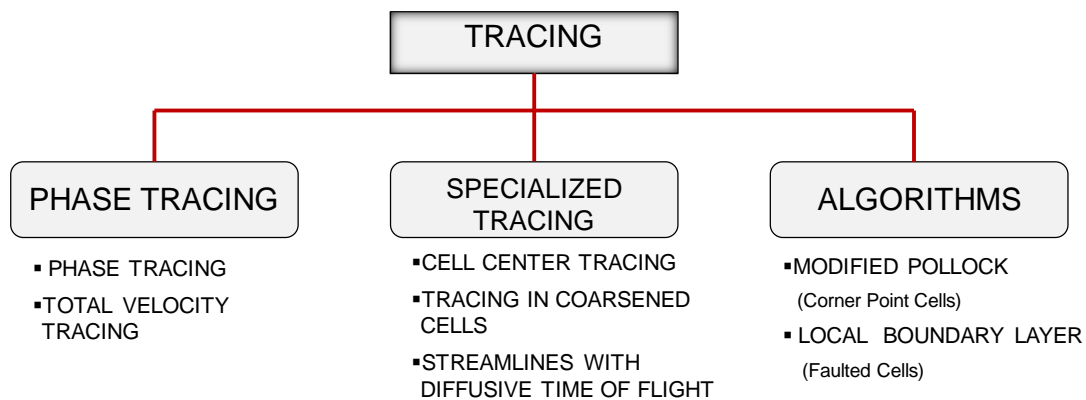 TRACING
PHASE TRACING
▪ PHASE TRACING
▪TOTAL VELOCITY
TRACING
SPECIALIZED
TRACING
▪CELL CENTER TRACING
▪TRACING IN COARSENED
CELLS
▪STREAMLINES WITH
DIFFUSIVE TIME OF FLIGHT
ALGORITHMS
▪MODIFIED POLLOCK
(Corner Point Cells)
▪ LOCAL BOUNDARY LAYER
(Faulted Cells)